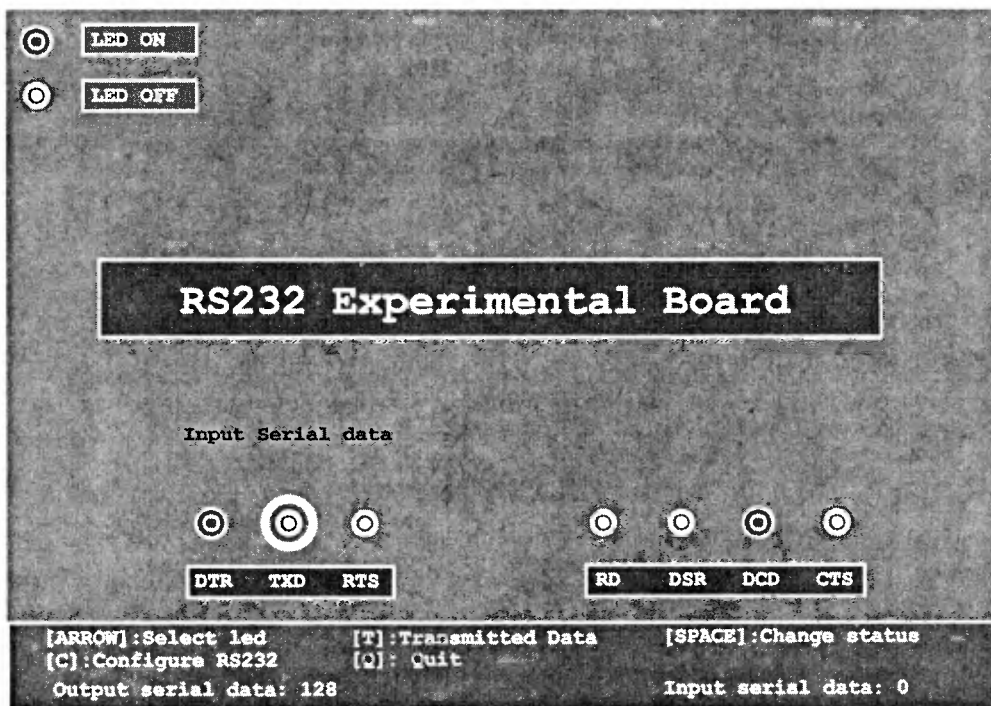 LED ON
LED OFF
RS232 Experimental Board
Input Serial data
DTR TXD RTS
RD DSR DCD CTS
[ARROW]:Select led [T]:Transmitted Data [SPACE]:Change status
[C]:Configure RS232 [Q]: Quit
Output serial data: 128 Input serial data: 0